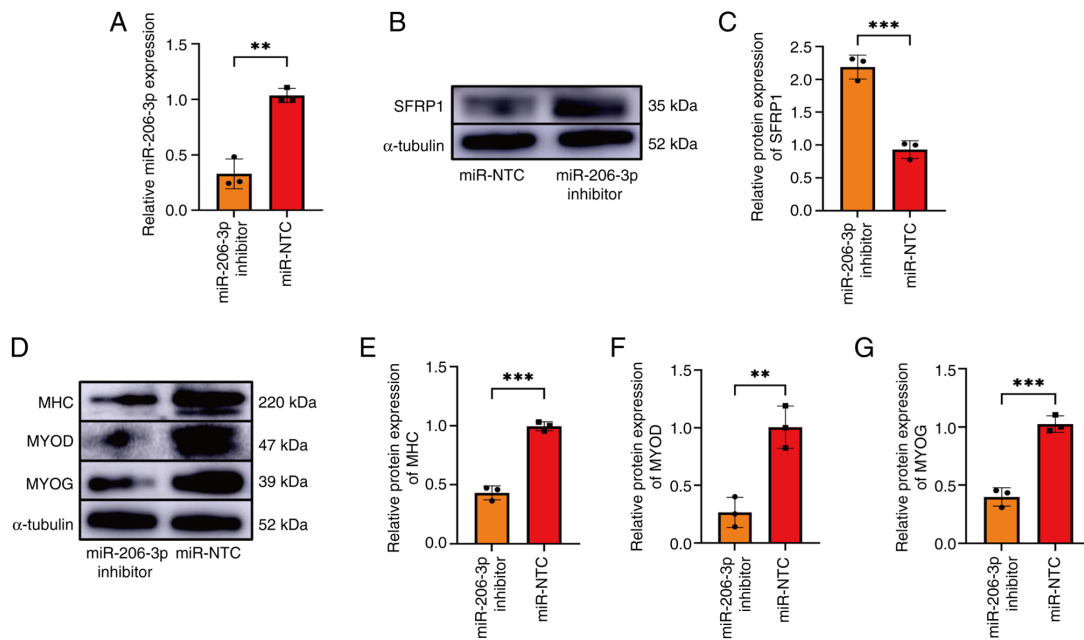 A
Relative miR-206-3p expression
1.5
1.0
0.5
0.0
**
miR-206-3p
inhibitor
miR-NTC
B
SFRP1
35 kDa
α-tubulin
52 kDa
miR-NTC
miR-206-3p
inhibitor
C
Relative protein expression
of SFRP1
2.5
2.0
1.5
1.0
0.5
0.0
***
miR-206-3p
inhibitor
miR-NTC
D
MHC
220 kDa
MYOD
47 kDa
MYOG
39 kDa
α-tubulin
52 kDa
miR-206-3p
inhibitor
miR-NTC
E
Relative protein expression
of MHC
1.5
1.0
0.5
0.0
***
miR-206-3p
inhibitor
miR-NTC
F
Relative protein expression
of MYOD
1.5
1.0
0.5
0.0
**
miR-206-3p
inhibitor
miR-NTC
G
Relative protein expression
of MYOG
1.5
1.0
0.5
0.0
***
miR-206-3p
inhibitor
miR-NTC